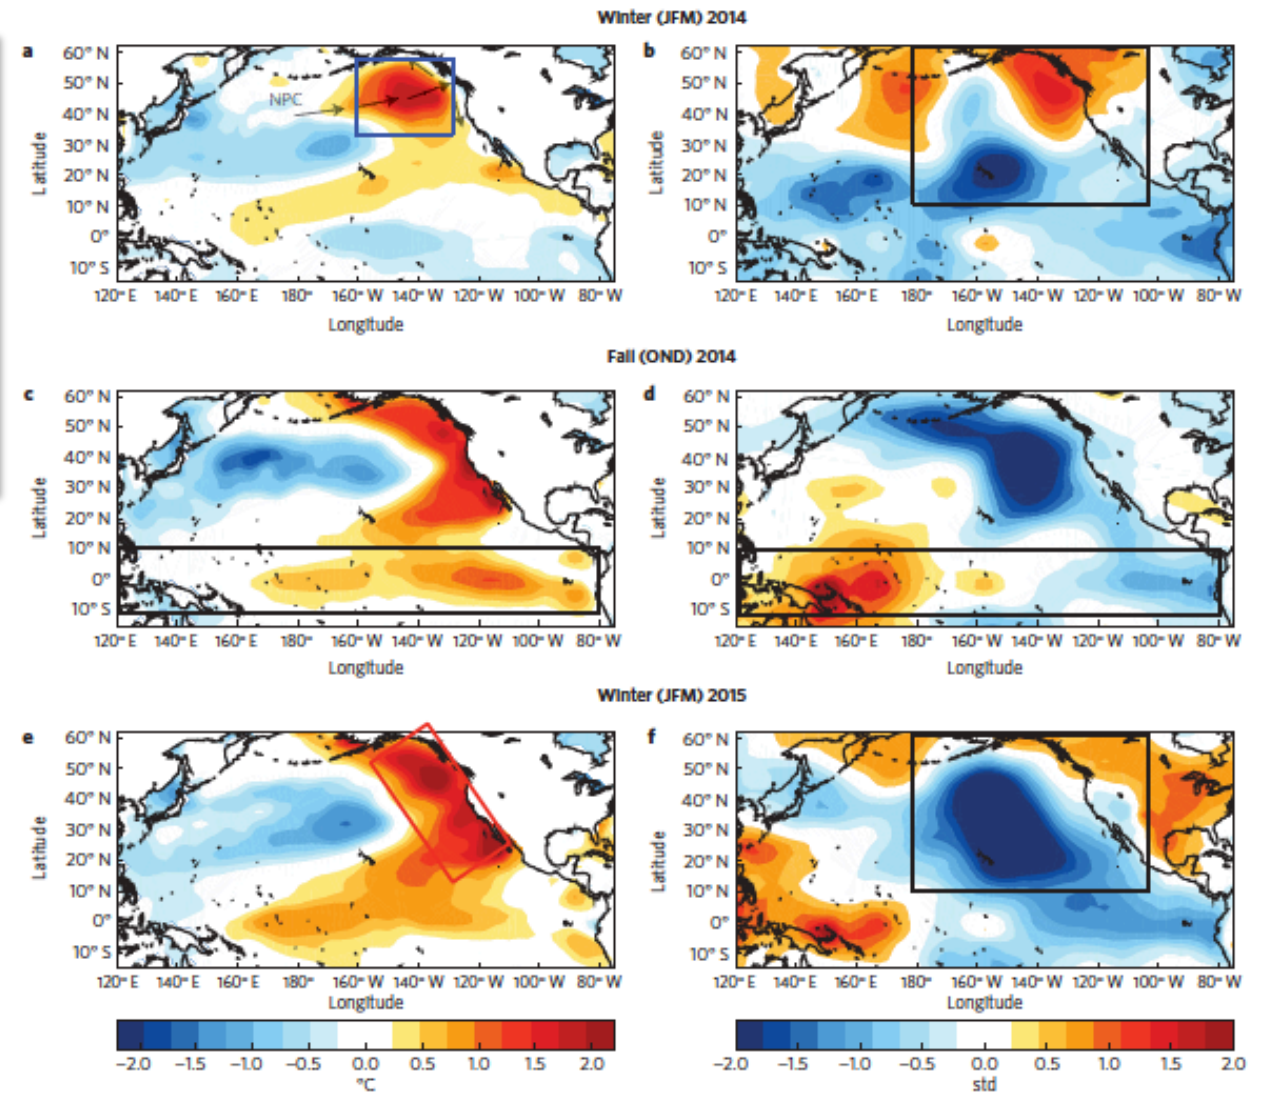 Winter (JFM) 2014
a
60° N
50° N
40° N
30° N
20° N
10° N
0°
10° S
Latitude
NPC
120° E 140° E 160° E 180° 160° W 140° W 120° W 100° W 80° W
Longitude
b
60° N
50° N
40° N
30° N
20° N
10° N
0°
10° S
Latitude
120° E 140° E 160° E 180° 160° W 140° W 120° W 100° W 80° W
Longitude
Fall (OND) 2014
c
60° N
50° N
40° N
30° N
20° N
10° N
0°
10° S
Latitude
120° E 140° E 160° E 180° 160° W 140° W 120° W 100° W 80° W
Longitude
d
60° N
50° N
40° N
30° N
20° N
10° N
0°
10° S
Latitude
120° E 140° E 160° E 180° 160° W 140° W 120° W 100° W 80° W
Longitude
Winter (JFM) 2015
e
60° N
50° N
40° N
30° N
20° N
10° N
0°
10° S
Latitude
120° E 140° E 160° E 180° 160° W 140° W 120° W 100° W 80° W
Longitude
f
60° N
50° N
40° N
30° N
20° N
10° N
0°
10° S
Latitude
120° E 140° E 160° E 180° 160° W 140° W 120° W 100° W 80° W
Longitude
−2.0 −1.5 −1.0 −0.5 0.0 0.5 1.0 1.5 2.0
°C
−2.0 −1.5 −1.0 −0.5 0.0 0.5 1.0 1.5 2.0
std